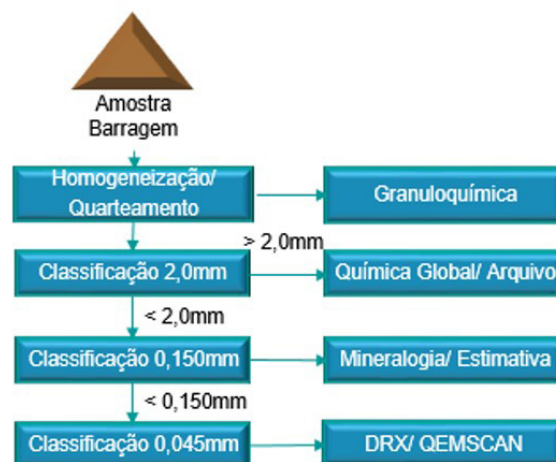 Amostra
Barragem
Homogeneização/
Quarteamento
Granuloquímica
> 2,0mm
Classificação 2,0mm
Química Global/ Arquivo
< 2,0mm
Classificação 0,150mm
Mineralogia/ Estimativa
< 0,150mm
Classificação 0,045mm
DRX/ QEMSCAN